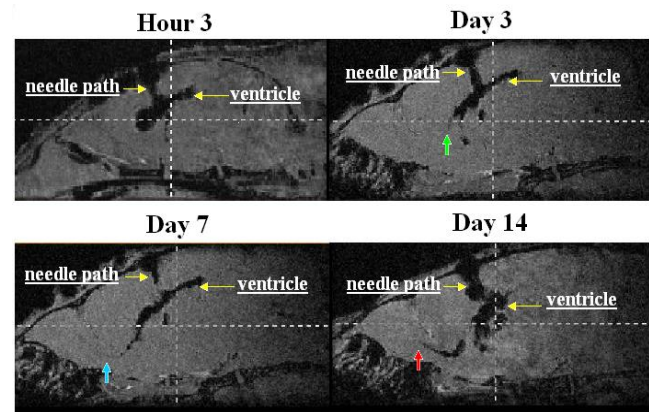 Hour 3
Day 3
needle path
ventricle
needle path
ventricle
Day 7
Day 14
needle path
ventricle
needle path
ventricle